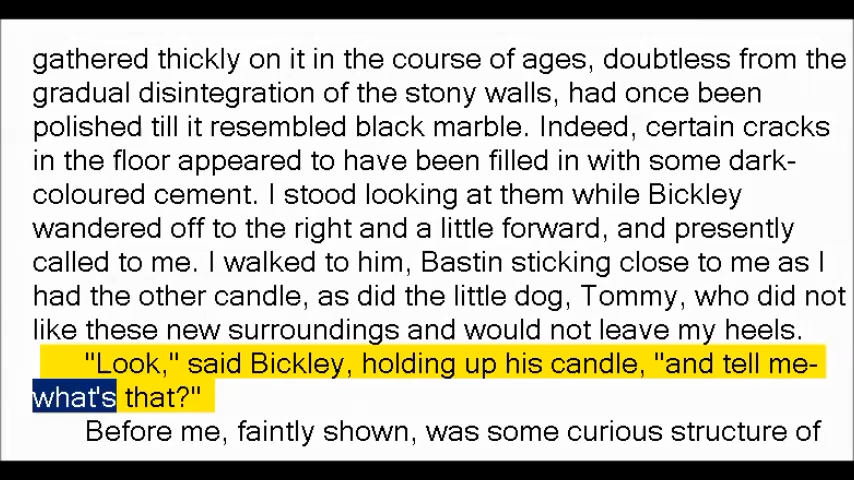 gathered thickly on it in the course of ages, doubtless from the
gradual disintegration of the stony walls, had once been
polished till it resembled black marble. Indeed, certain cracks
in the floor appeared to have been filled in with some dark-
coloured cement. I stood looking at them while Bickley
wandered off to the right and a little forward, and presently
called to me. I walked to him, Bastin sticking close to me as I
had the other candle, as did the little dog, Tommy, who did not
like these new surroundings and would not leave my heels.
"Look," said Bickley, holding up his candle, "and tell me-
what's that?"
Before me, faintly shown, was some curious structure of